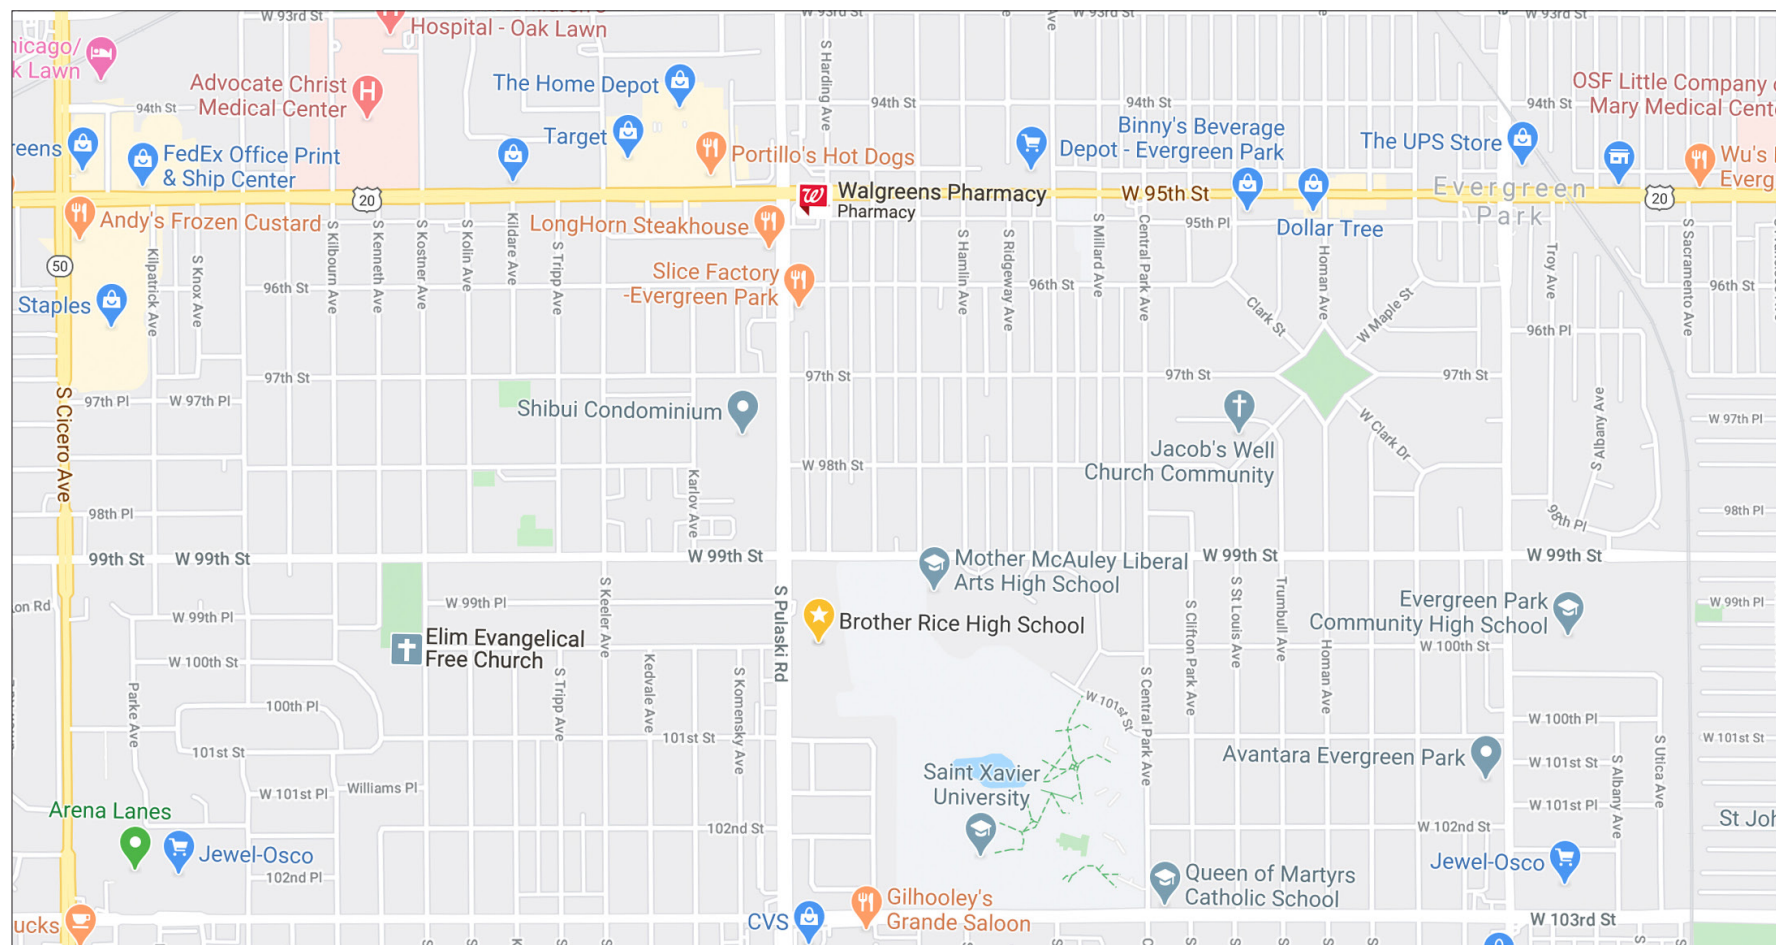 W 93rd St
Hospital - Oak Lawn
W 93rd St
W 93rd St
S Harding Ave
Ave
Advocate Christ
Medical Center
The Home Depot
94th St
94th St
94th St
94th St
OSF Little Company
Mary Medical
Target
Portillo's Hot Dogs
Binny's Beverage
Depot - Evergreen Park
The UPS Store
FedEx Office Print
& Ship Center
Wu's
20
Walgreens Pharmacy
Pharmacy
W 95th St
Evergreen
Park
20
Andy's Frozen Custard
LongHorn Steakhouse
95th Pl
Dollar Tree
50
Kilpatrick Ave
S Knox Ave
S Kilbourn Ave
S Kenneth Ave
S Kostner Ave
S Kolin Ave
Kildare Ave
S Tripp Ave
S Hamlin Ave
S Ridgeway Ave
S Millard Ave
Central Park Ave
Homan Ave
Troy Ave
S Sacramento Ave
Slice Factory
-Evergreen Park
Staples
96th St
96th St
96th St
Clark St
W Maple St
96th Pl
97th St
97th St
97th St
97th St
97th Pl
W 97th Pl
S Cicero Ave
Shibui Condominium
W Clark Dr
S Albany Ave
W 97th Pl
Jacob's Well
Church Community
W 98th St
Karlov Ave
98th Pl
98th Pl
98th Pl
99th St
W 99th St
W 99th St
W 99th St
W 99th St
Mother McAuley Liberal
Arts High School
S Keeler Ave
S Pulaski Rd
S Clifton Park Ave
S St Louis Ave
Trumbull Ave
Evergreen Park
Community High School
W 99th Pl
W 99th Pl
W 99th Pl
Brother Rice High School
Elim Evangelical
Free Church
W 100th St
W 100th St
Parke Ave
S Tripp Ave
Kedvale Ave
S Komensky Ave
S Central Park Ave
Homan Ave
W 101st St
100th Pl
W 100th Pl
101st St
101st St
W 101st St
S Utica Ave
Avantara Evergreen Park
W 101st St
S Albany Ave
Saint Xavier
University
W 101st Pl
Williams Pl
W 101st Pl
Arena Lanes
102nd St
W 102nd St
Jewel-Osco
Jewel-Osco
102nd Pl
Queen of Martyrs
Catholic School
Gilhooley's
Grande Saloon
CVS
W 103rd St